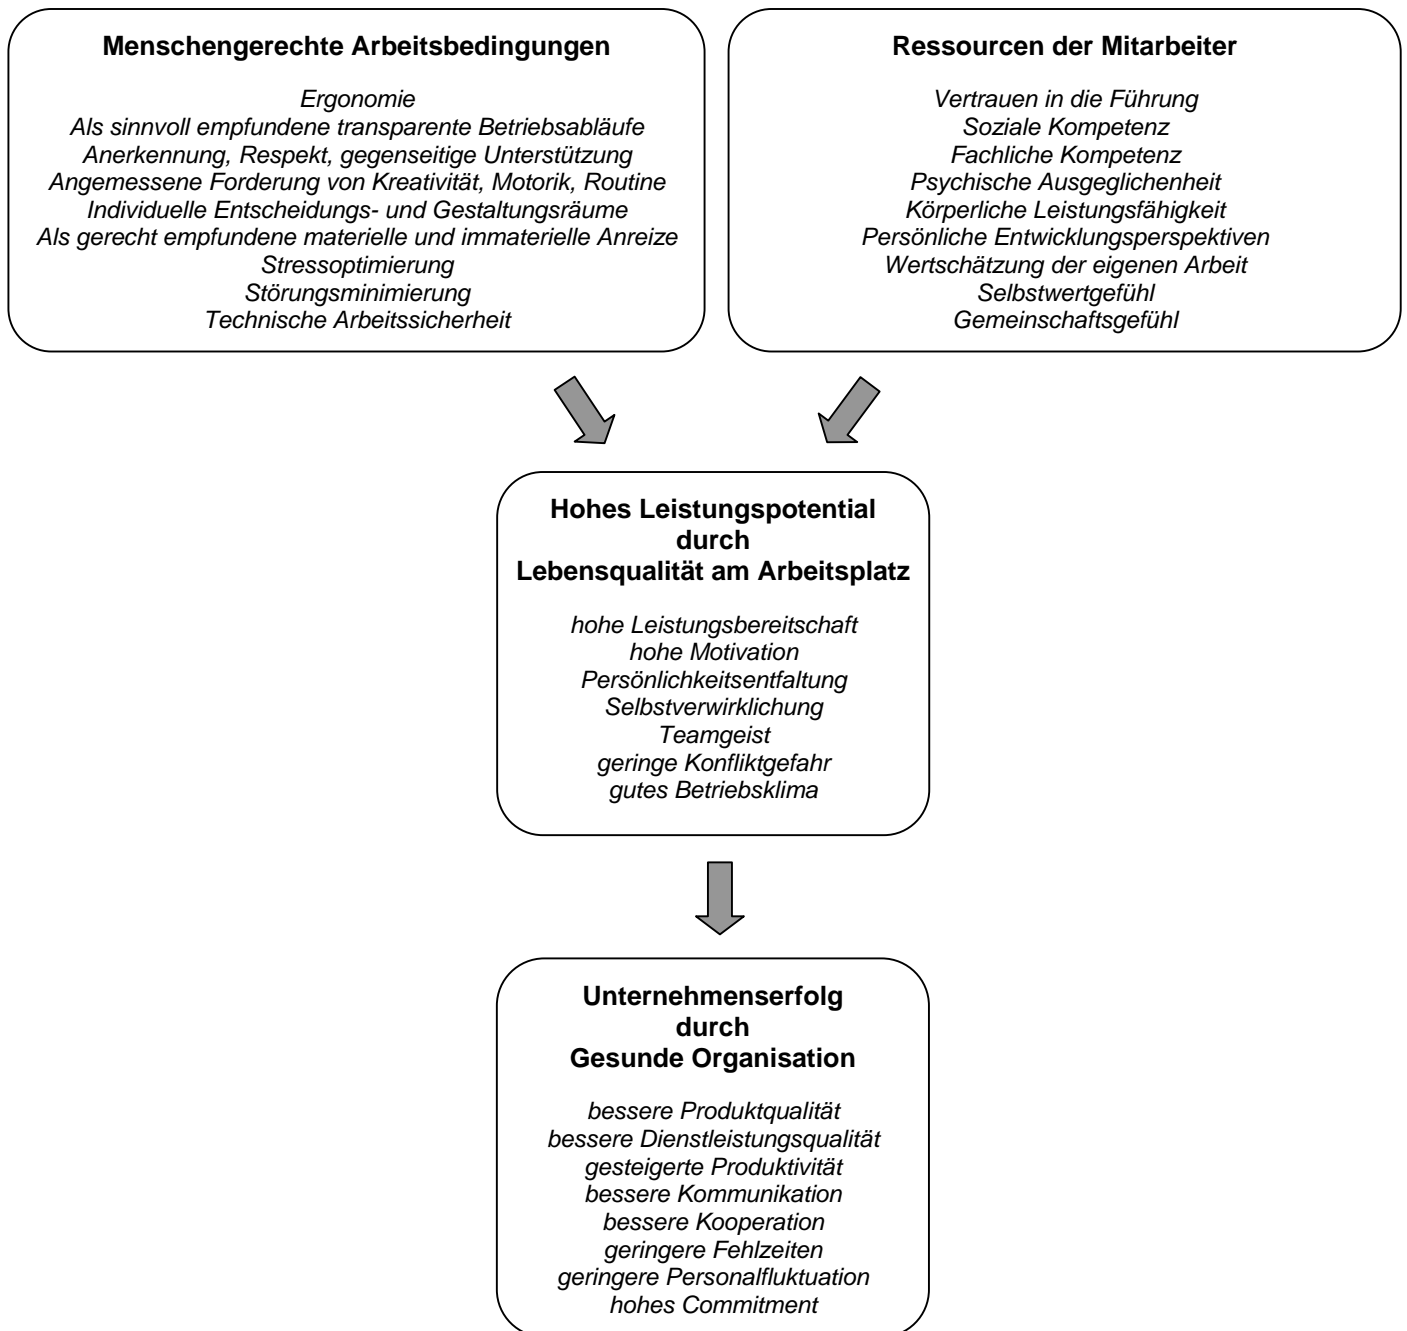 Menschengerechte Arbeitsbedingungen
Ergonomie
Als sinnvoll empfundene transparente Betriebsabläufe
Anerkennung, Respekt, gegenseitige Unterstützung
Angemessene Forderung von Kreativität, Motorik, Routine
Individuelle Entscheidungs- und Gestaltungsräume
Als gerecht empfundene materielle und immaterielle Anreize
Stressoptimierung
Störungsminimierung
Technische Arbeitssicherheit
Ressourcen der Mitarbeiter
Vertrauen in die Führung
Soziale Kompetenz
Fachliche Kompetenz
Psychische Ausgeglichenheit
Körperliche Leistungsfähigkeit
Persönliche Entwicklungsperspektiven
Wertschätzung der eigenen Arbeit
Selbstwertgefühl
Gemeinschaftsgefühl
Hohes Leistungspotential
durch
Lebensqualität am Arbeitsplatz
hohe Leistungsbereitschaft
hohe Motivation
Persönlichkeitsentfaltung
Selbstverwirklichung
Teamgeist
geringe Konfliktgefahr
gutes Betriebsklima
Unternehmenserfolg
durch
Gesunde Organisation
bessere Produktqualität
bessere Dienstleistungsqualität
gesteigerte Produktivität
bessere Kommunikation
bessere Kooperation
geringere Fehlzeiten
geringere Personalfluktuation
hohes Commitment